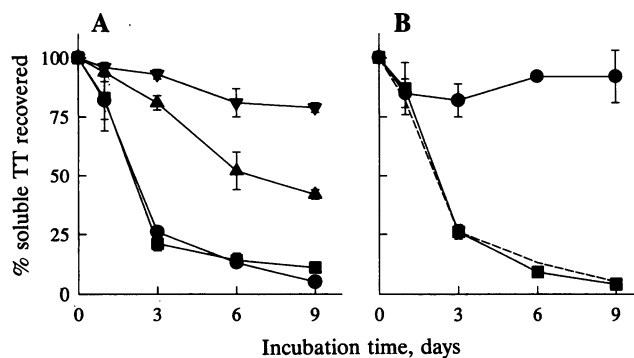 A B
% soluble TT recovered
100
75
50
25
0
0 3 6 9 0 3 6 9
Incubation time, days